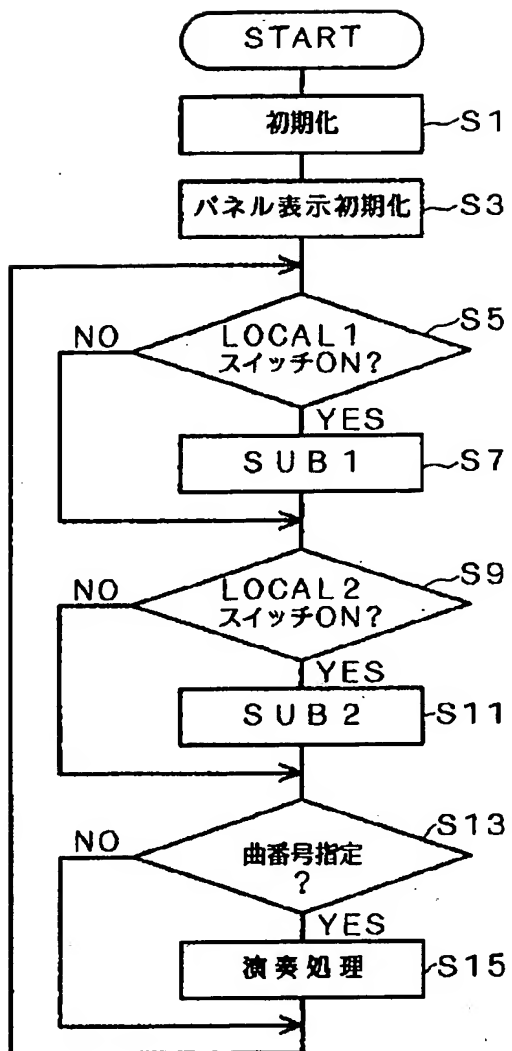 START
初期化
S1
パネル表示初期化
S3
S5
NO
LOCAL1
スイッチON?
YES
SUB1
S7
S9
NO
LOCAL2
スイッチON?
YES
SUB2
S11
S13
NO
曲番号指定
?
YES
演奏処理
S15